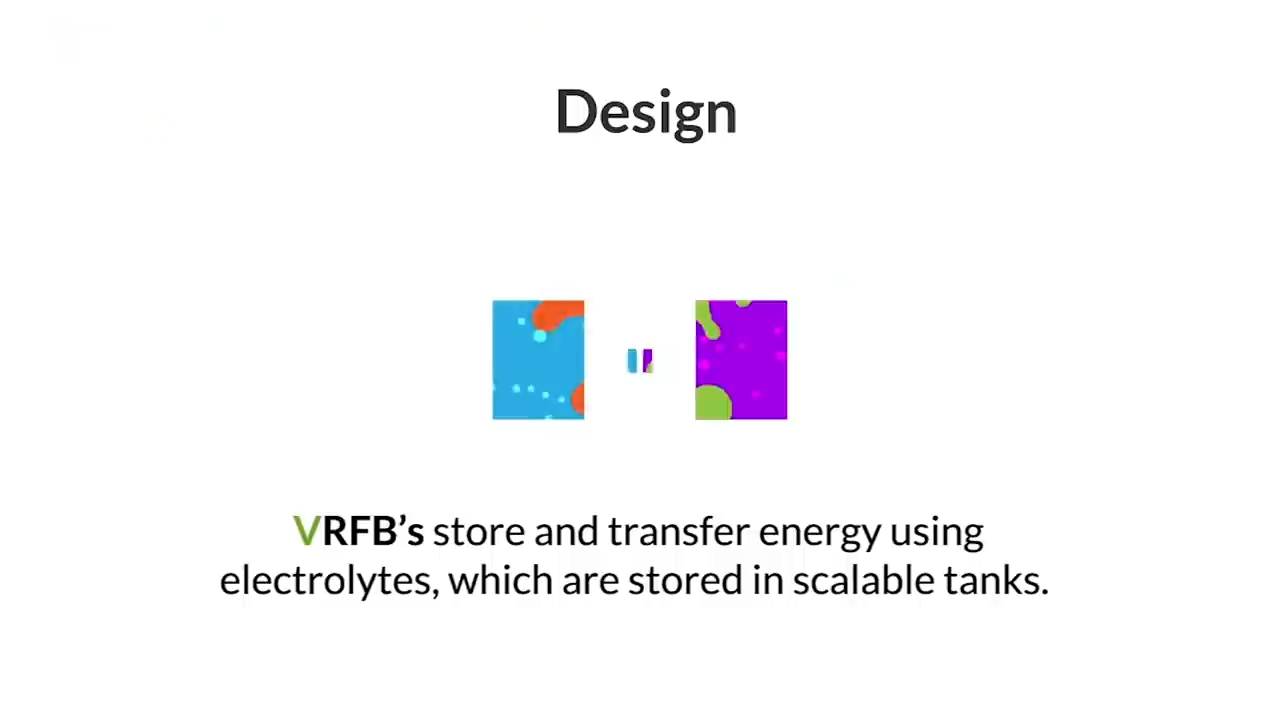 Design
VRFB’s store and transfer energy using
electrolytes, which are stored in scalable tanks.